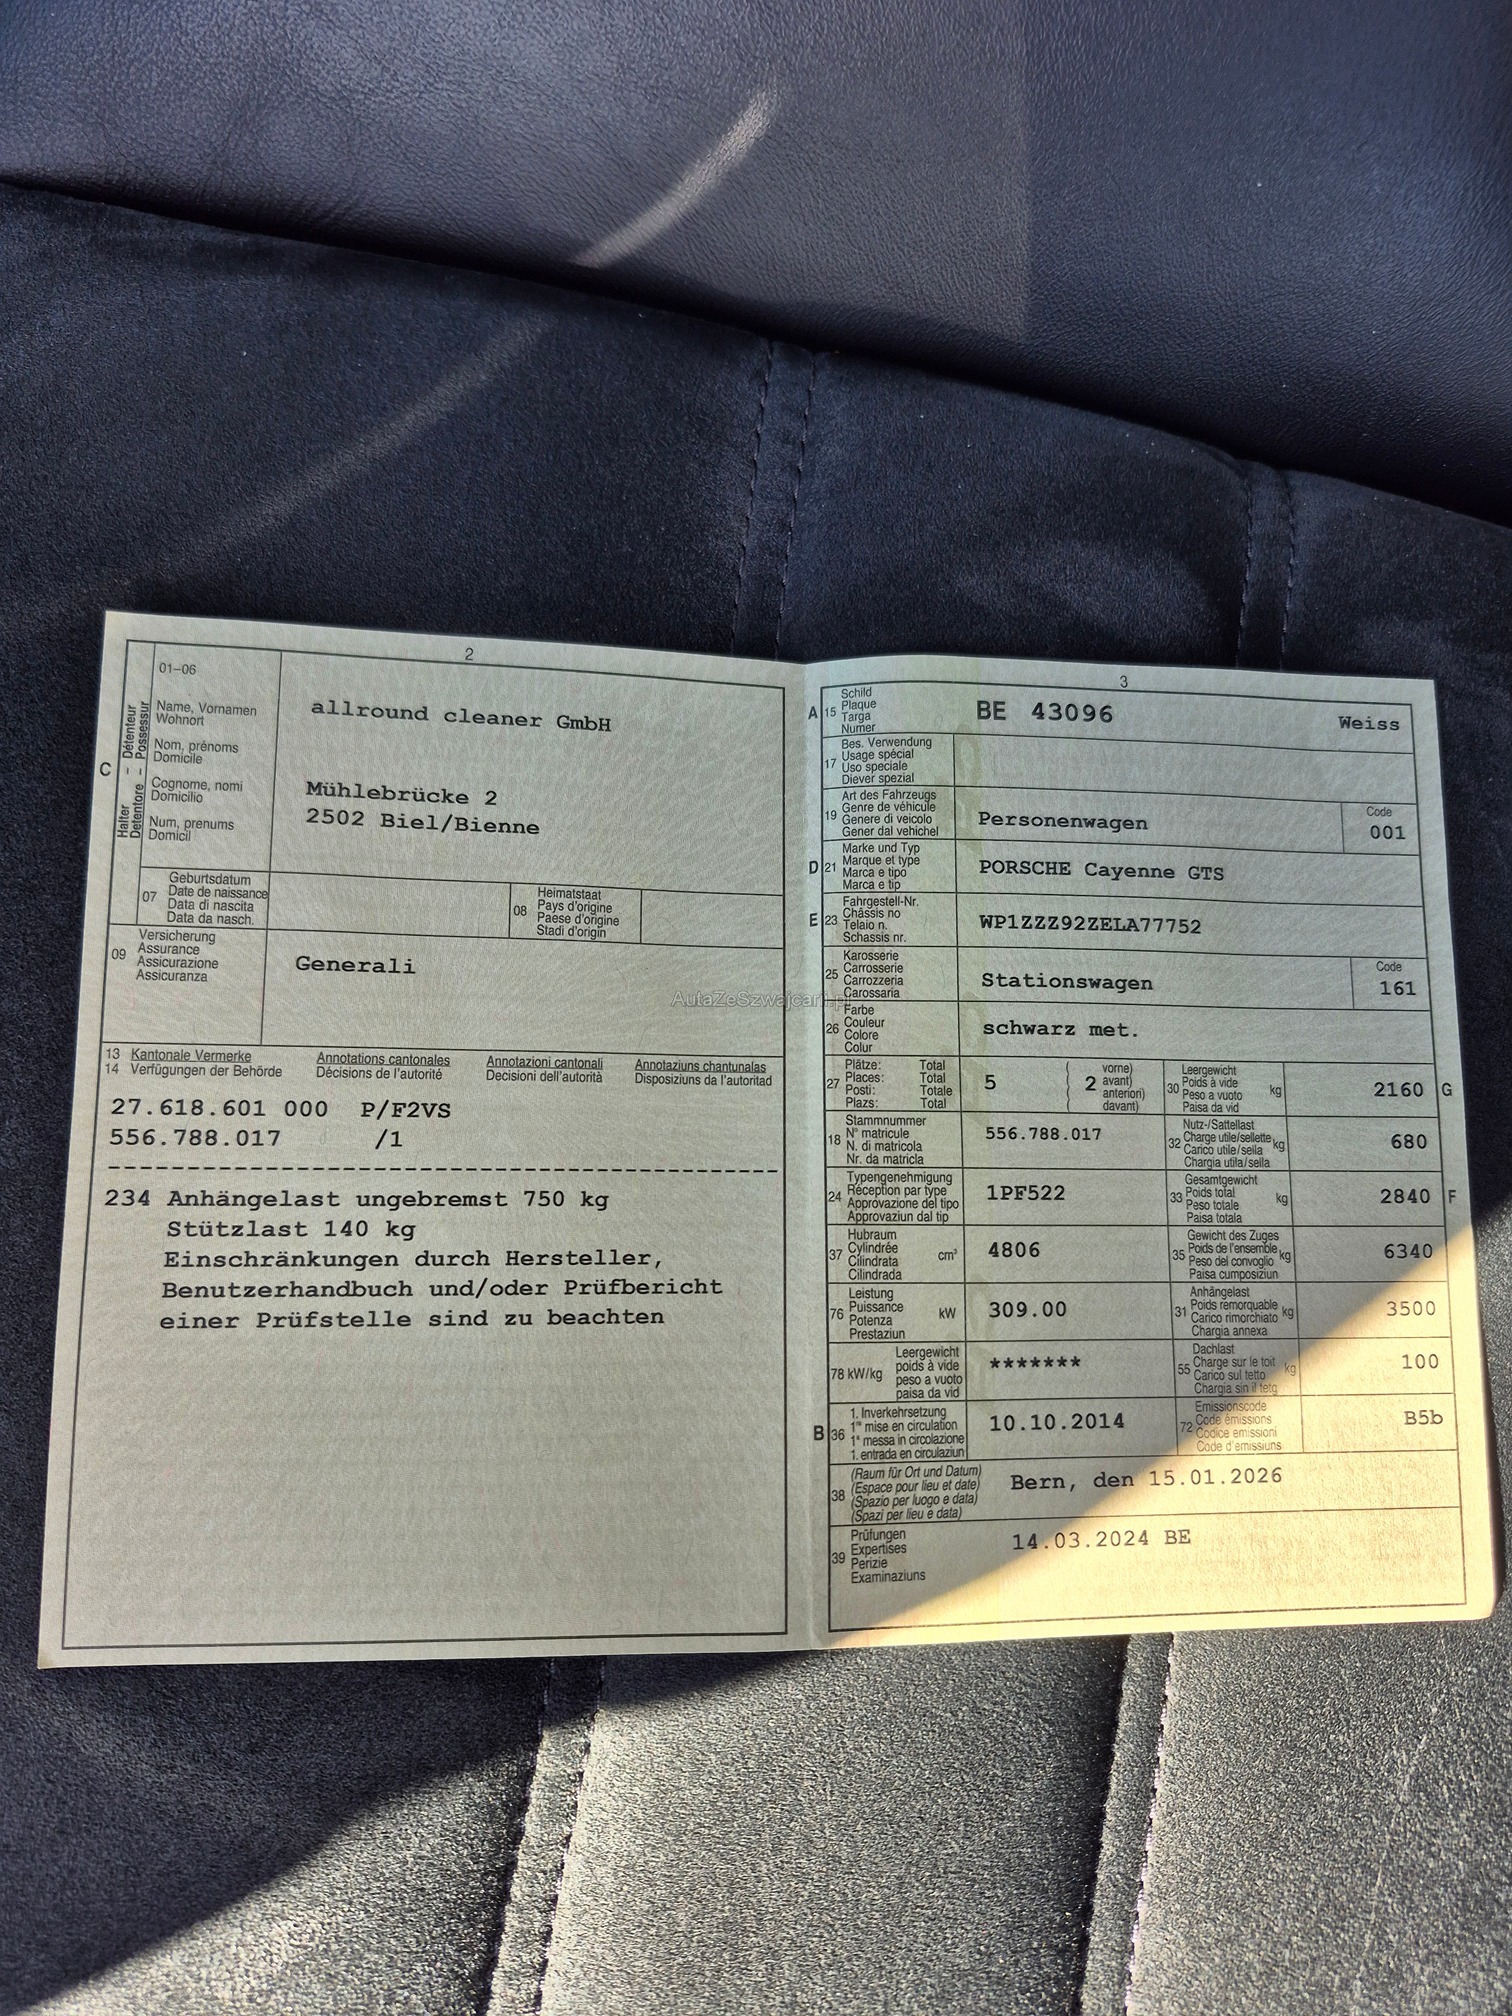 2
01-06
Halter – Détenteur
Detentore – Possessur
C
Name, Vornamen
Wohnort
Nom, prénoms
Domicile
Cognome, nomi
Domicilio
Num, prenums
Domicil
allround cleaner GmbH
Mühlebrücke 2
2502 Biel/Bienne
07
Geburtsdatum
Date de naissance
Data di nascita
Data da nasch.
08
Heimatstaat
Pays d'origine
Paese d'origine
Stadi d'origin
09
Versicherung
Assurance
Assicurazione
Assicuranza
Generali
13 Kantonale Vermerke Annotations cantonales Annotazioni cantonali Annotaziuns chantunalas
14 Verfügungen der Behörde Décisions de l'autorité Decisioni dell'autorità Disposiziuns da l'autoritad
27.618.601 000 P/F2VS
556.788.017 /1
234 Anhängelast ungebremst 750 kg
Stützlast 140 kg
Einschränkungen durch Hersteller,
Benutzerhandbuch und/oder Prüfbericht
einer Prüfstelle sind zu beachten
AutaZeSzwajcarii.pl
3
A 15
Schild
Plaque
Targa
Numer
BE 43096 Weiss
17
Bes. Verwendung
Usage spécial
Uso speciale
Diever spezial
19
Art des Fahrzeugs
Genre de véhicule
Genere di veicolo
Gener dal vehichel
Personenwagen
Code
001
D 21
Marke und Typ
Marque et type
Marca e tipo
Marca e tip
PORSCHE Cayenne GTS
E 23
Fahrgestell-Nr.
Châssis no
Telaio n.
Schassis nr.
WP1ZZZ92ZELA77752
25
Karosserie
Carrosserie
Carrozzeria
Carossaria
Stationswagen
Code
161
26
Farbe
Couleur
Colore
Colur
schwarz met.
27
Plätze: Total
Places: Total
Posti: Totale
Plazs: Total
5
2
vorne)
avant)
anteriori)
davant)
30
Leergewicht
Poids à vide
Peso a vuoto
Paisa da vid
kg
2160 G
18
Stammnummer
N° matricule
N. di matricola
Nr. da matricla
556.788.017
32
Nutz-/Sattellast
Charge utile/sellette
Carico utile/sella
Chargia utila/sella
kg
680
24
Typengenehmigung
Réception par type
Approvazione del tipo
Approvaziun dal tip
1PF522
33
Gesamtgewicht
Poids total
Peso totale
Paisa totala
kg
2840 F
37
Hubraum
Cylindrée
Cilindrata
Cilindrada
cm³
4806
35
Gewicht des Zuges
Poids de l'ensemble
Peso del convoglio
Paisa cumposiziun
kg
6340
76
Leistung
Puissance
Potenza
Prestaziun
kW
309.00
31
Anhängelast
Poids remorquable
Carico rimorchiato
Chargia annexa
kg
3500
78 kW/kg
Leergewicht
poids à vide
peso a vuoto
paisa da vid
*******
55
Dachlast
Charge sur le toit
Carico sul tetto
Chargia sin il tetg
kg
100
B 36
1. Inverkehrsetzung
1re mise en circulation
1a messa in circolazione
1. entrada en circulaziun
10.10.2014
72
Emissionscode
Code émissions
Codice emissioni
Code d'emissiuns
B5b
38
(Raum für Ort und Datum)
(Espace pour lieu et date)
(Spazio per luogo e data)
(Spazi per lieu e data)
Bern, den 15.01.2026
39
Prüfungen
Expertises
Perizie
Examinaziuns
14.03.2024 BE